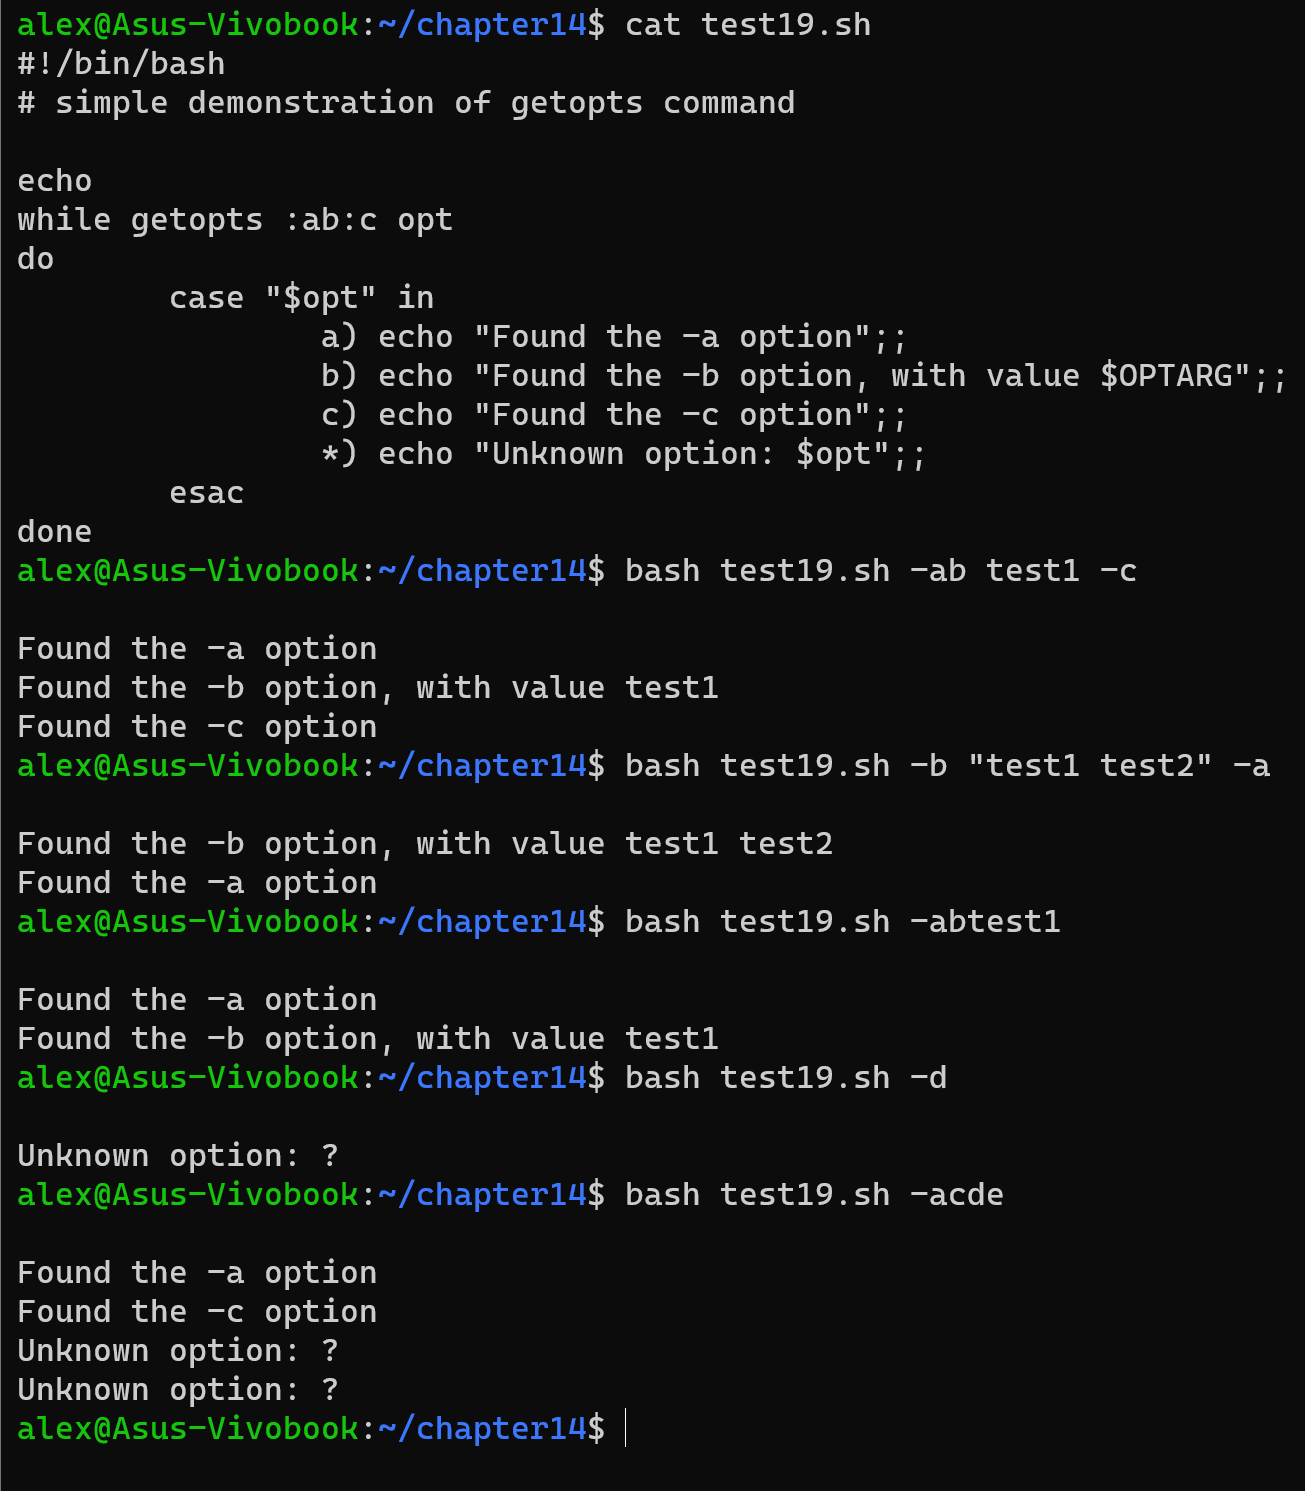 alex@Asus-Vivobook:~/chapter14$ cat test19.sh
#!/bin/bash
# simple demonstration of getopts command

echo
while getopts :ab:c opt
do
        case "$opt" in
                a) echo "Found the -a option";;
                b) echo "Found the -b option, with value $OPTARG";;
                c) echo "Found the -c option";;
                *) echo "Unknown option: $opt";;
        esac
done
alex@Asus-Vivobook:~/chapter14$ bash test19.sh -ab test1 -c

Found the -a option
Found the -b option, with value test1
Found the -c option
alex@Asus-Vivobook:~/chapter14$ bash test19.sh -b "test1 test2" -a

Found the -b option, with value test1 test2
Found the -a option
alex@Asus-Vivobook:~/chapter14$ bash test19.sh -abtest1

Found the -a option
Found the -b option, with value test1
alex@Asus-Vivobook:~/chapter14$ bash test19.sh -d

Unknown option: ?
alex@Asus-Vivobook:~/chapter14$ bash test19.sh -acde

Found the -a option
Found the -c option
Unknown option: ?
Unknown option: ?
alex@Asus-Vivobook:~/chapter14$